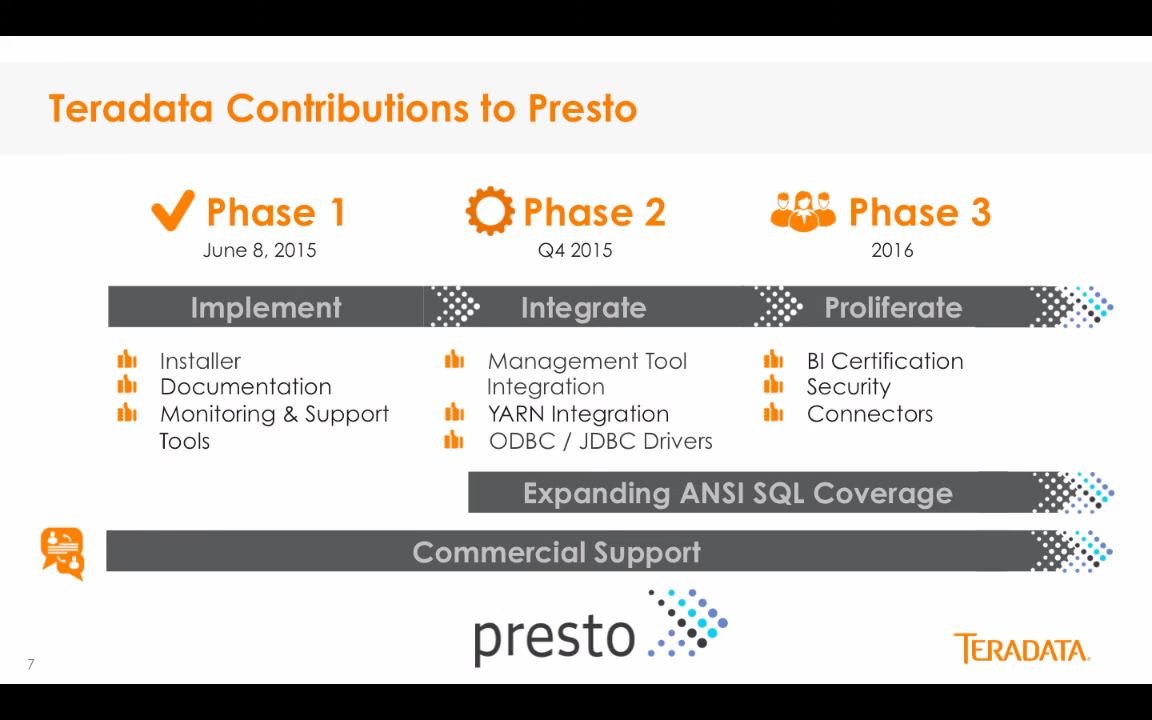 Teradata Contributions to Presto
Phase 1
June 8, 2015
Phase 2
Q4 2015
Phase 3
2016
Implement
Integrate
Proliferate
Installer
Documentation
Monitoring & Support
Tools
Management Tool
Integration
YARN Integration
ODBC / JDBC Drivers
BI Certification
Security
Connectors
Expanding ANSI SQL Coverage
Commercial Support
presto
TERADATA.
7